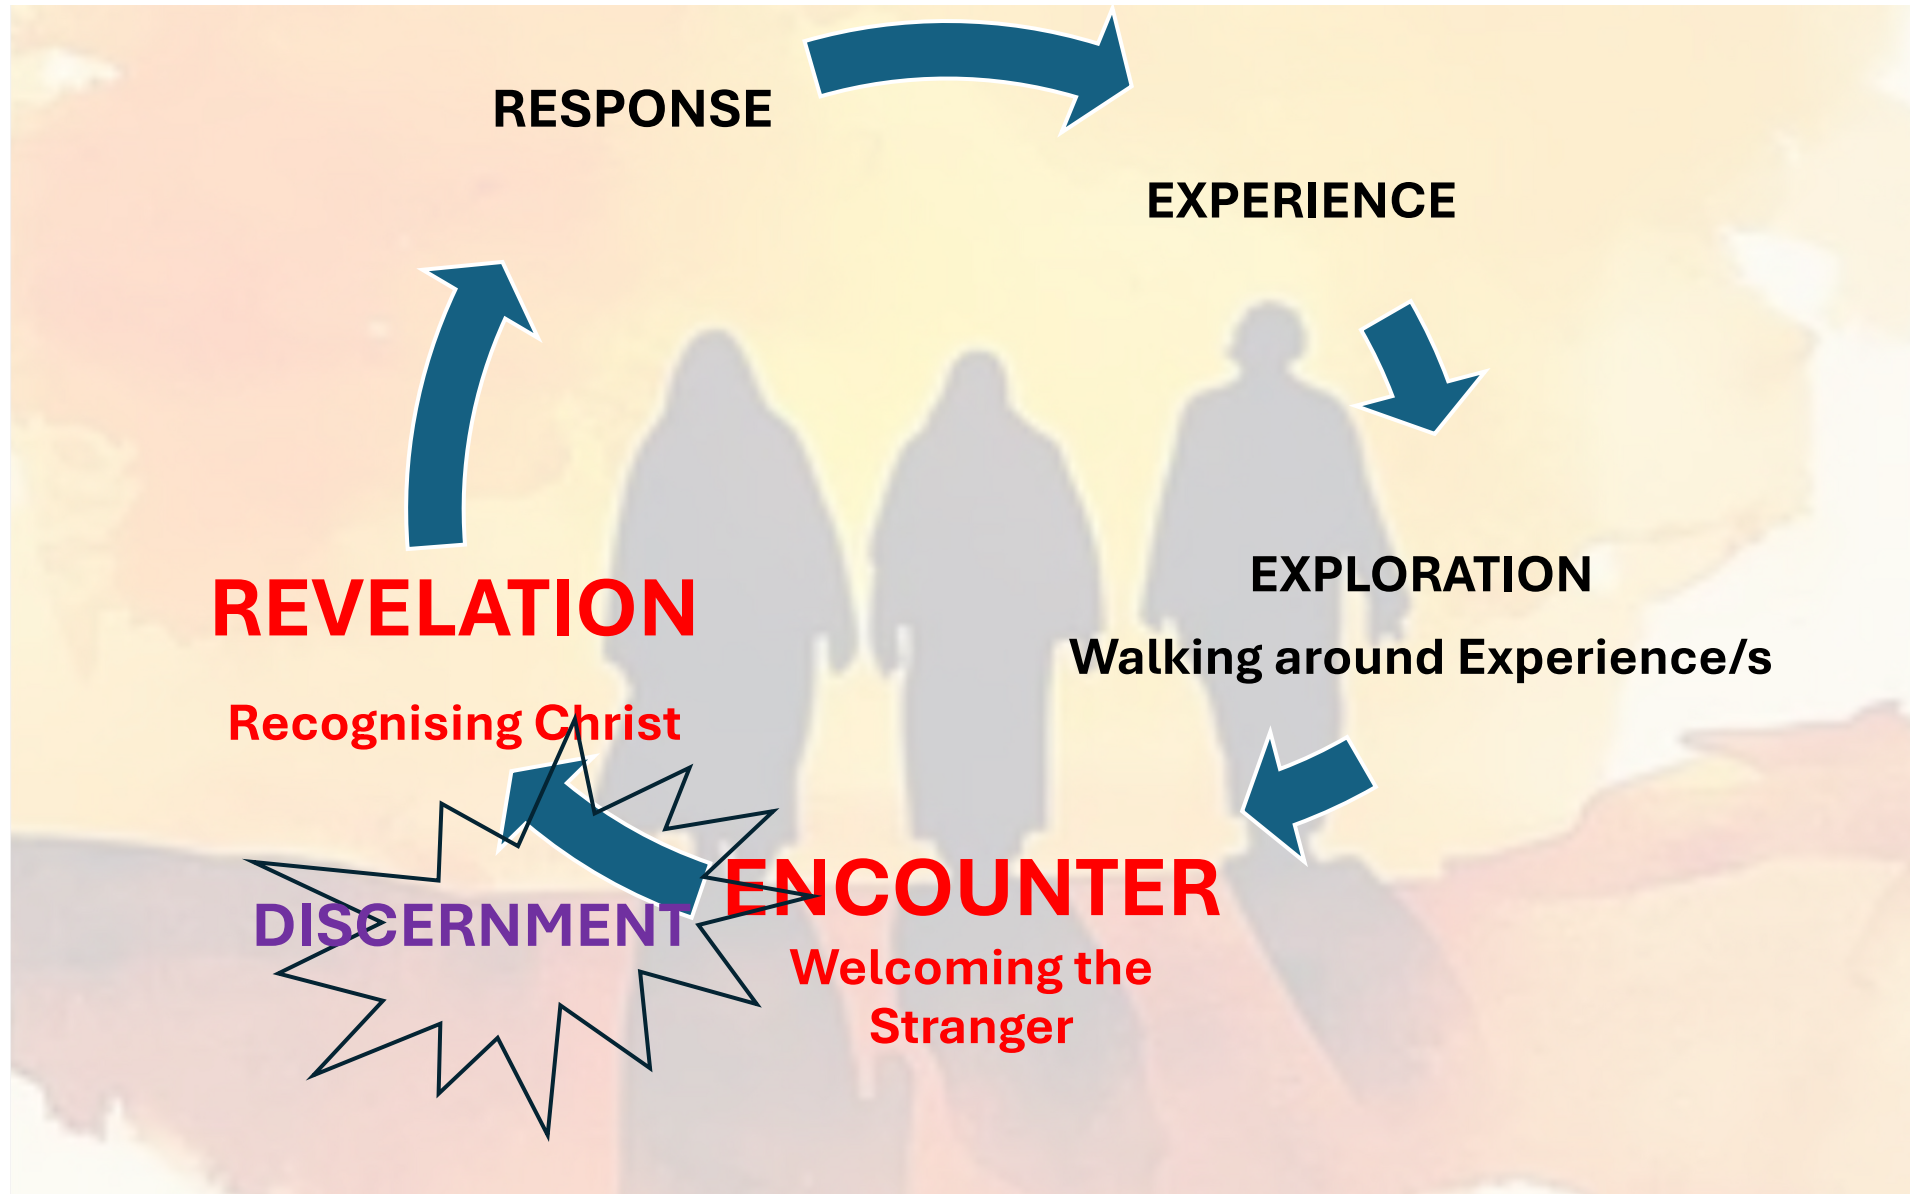 RESPONSE
EXPERIENCE
EXPLORATION
Walking around Experience/s
REVELATION
Recognising Christ
ENCOUNTER
Welcoming the
Stranger
DISCERNMENT